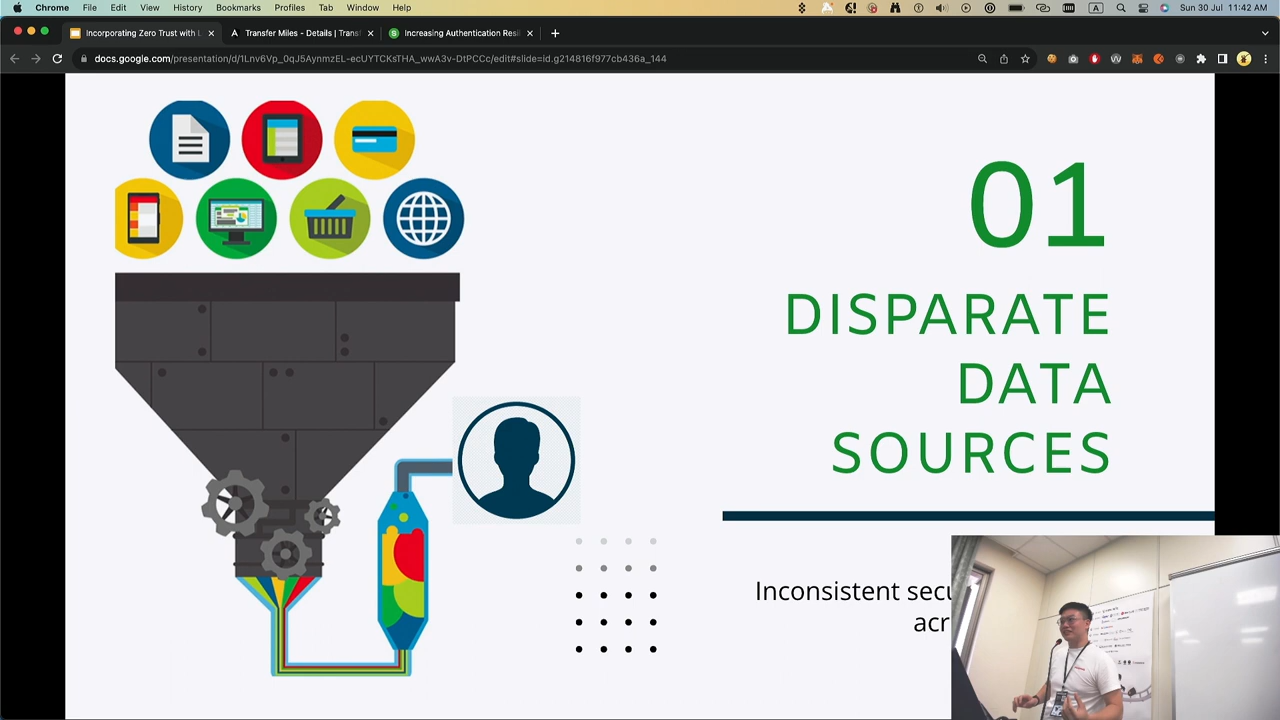 Chrome File Edit View History Bookmarks Profiles Tab Window Help
A
Sun 30 Jul 11:42 AM
Incorporating Zero Trust with L
Transfer Miles - Details | Transf
Increasing Authentication Resil
docs.google.com/presentation/d/1Lnv6Vp_0qJ5AynmzEL-ecUYTCKsTHA_wwA3v-DtPCCc/edit#slide=id.g214816f977cb436a_144
01
DISPARATE
DATA
SOURCES
Inconsistent secu
acr